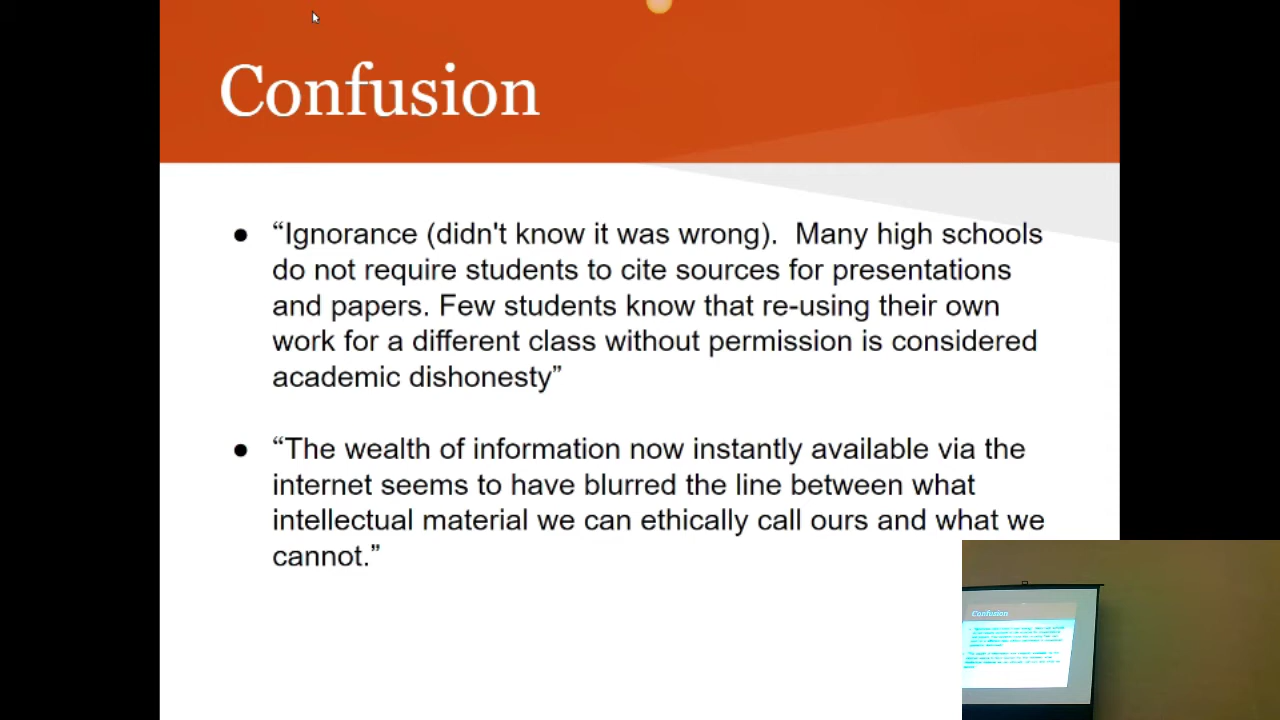 Confusion
● “Ignorance (didn't know it was wrong).  Many high schools
do not require students to cite sources for presentations
and papers. Few students know that re-using their own
work for a different class without permission is considered
academic dishonesty”
● “The wealth of information now instantly available via the
internet seems to have blurred the line between what
intellectual material we can ethically call ours and what we
cannot.”
Confusion